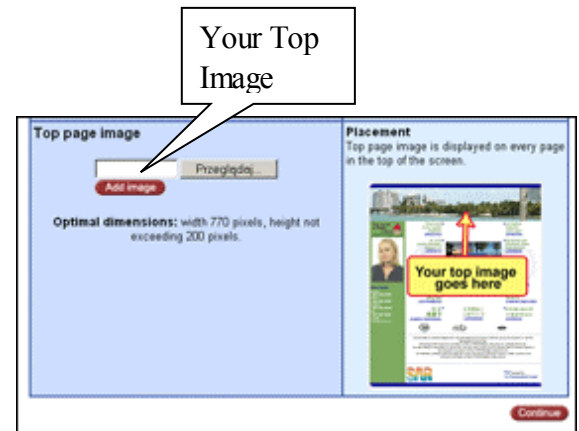 Your Top
Image
Top page image
Przeglądaj...
Add image
Optimal dimensions: width 770 pixels, height not
exceeding 200 pixels.
Placement
Top page image is displayed on every page
in the top of the screen.
Your top image
goes here
Continue